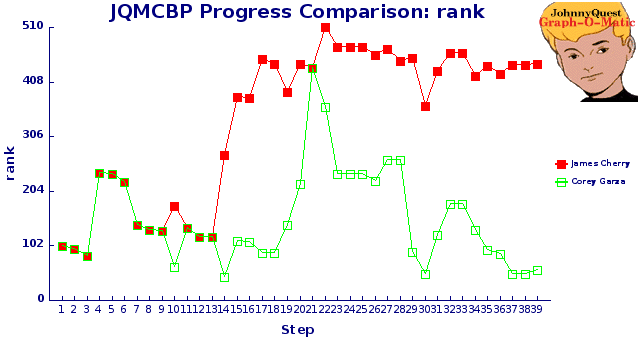 JQMCBP Progress Comparison: rank
JohnnyQuest
Graph-O-Matic
510
408
306
204
102
0
rank
James Cherry
Corey Garza
1 2 3 4 5 6 7 8 9 10 11 12 13 14 15 16 17 18 19 20 21 22 23 24 25 26 27 28 29 30 31 32 33 34 35 36 37 38 39
Step